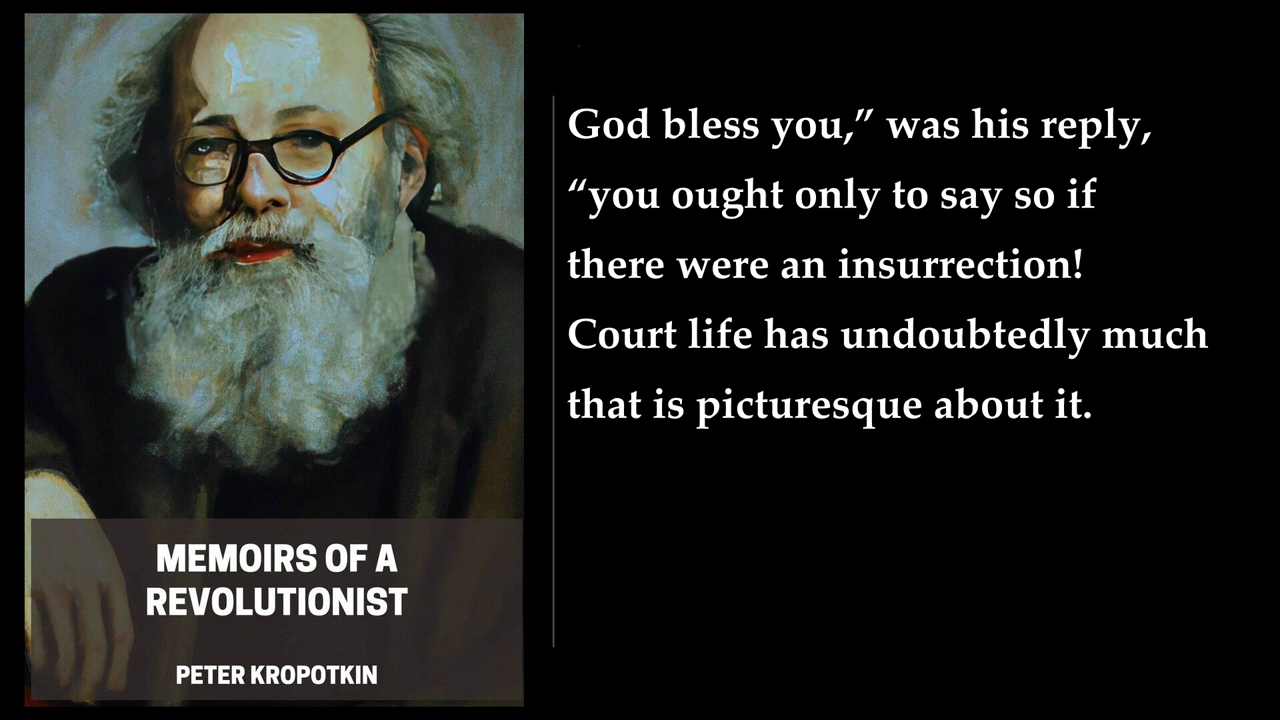 God bless you,” was his reply,
“you ought only to say so if
there were an insurrection!
Court life has undoubtedly much
that is picturesque about it.
MEMOIRS OF A
REVOLUTIONIST
PETER KROPOTKIN